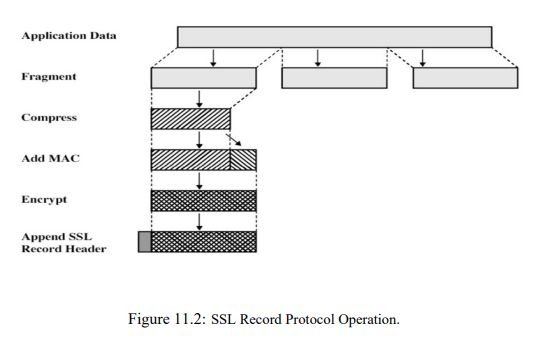 Application Data
Fragment
Compress
Add MAC
Encrypt
Append SSL
Record Header
Figure 11.2: SSL Record Protocol Operation.